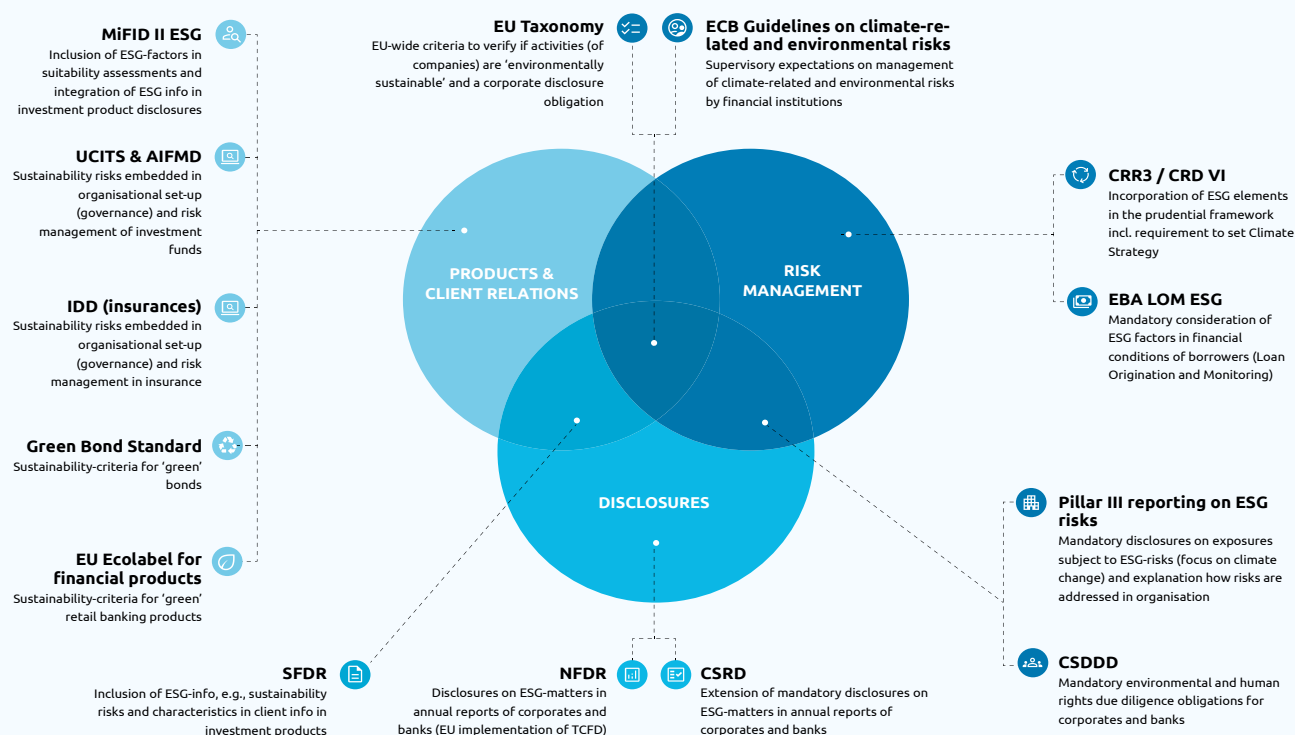 MiFID II ESG
Inclusion of ESG-factors in
suitability assessments and
integration of ESG info in
investment product disclosures
UCITS & AIFMD
Sustainability risks embedded in
organisational set-up
(governance) and risk
management of investment
funds
IDD (insurances)
Sustainability risks embedded in
organisational set-up
(governance) and risk
management in insurance
Green Bond Standard
Sustainability-criteria for ‘green’
bonds
EU Ecolabel for
financial products
Sustainability-criteria for ‘green’
retail banking products
EU Taxonomy
EU-wide criteria to verify if activities (of
companies) are ‘environmentally
sustainable’ and a corporate disclosure
obligation
ECB Guidelines on climate-re-
lated and environmental risks
Supervisory expectations on management
of climate-related and environmental risks
by financial institutions
PRODUCTS &
CLIENT RELATIONS
RISK
MANAGEMENT
DISCLOSURES
CRR3 / CRD VI
Incorporation of ESG elements
in the prudential framework
incl. requirement to set Climate
Strategy
EBA LOM ESG
Mandatory consideration of
ESG factors in financial
conditions of borrowers (Loan
Origination and Monitoring)
Pillar III reporting on ESG
risks
Mandatory disclosures on exposures
subject to ESG-risks (focus on climate
change) and explanation how risks are
addressed in organisation
CSDDD
Mandatory environmental and human
rights due diligence obligations for
corporates and banks
SFDR
Inclusion of ESG-info, e.g., sustainability
risks and characteristics in client info in
investment products
NFDR
Disclosures on ESG-matters in
annual reports of corporates and
banks (EU implementation of TCFD)
CSRD
Extension of mandatory disclosures on
ESG-matters in annual reports of
corporates and banks